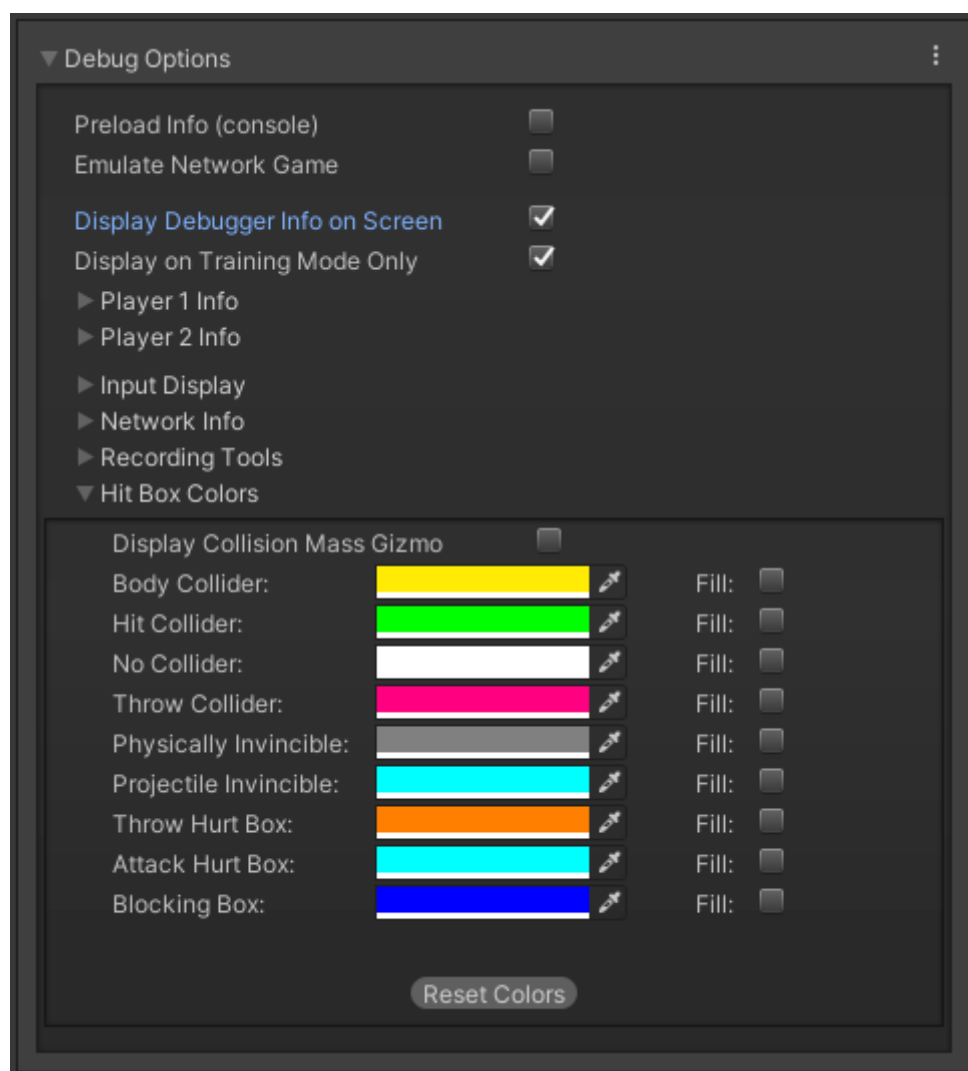 Debug Options
Preload Info (console)
Emulate Network Game
Display Debugger Info on Screen
Display on Training Mode Only
Player 1 Info
Player 2 Info
Input Display
Network Info
Recording Tools
Hit Box Colors
Display Collision Mass Gizmo
Body Collider: Fill:
Hit Collider: Fill:
No Collider: Fill:
Throw Collider: Fill:
Physically Invincible: Fill:
Projectile Invincible: Fill:
Throw Hurt Box: Fill:
Attack Hurt Box: Fill:
Blocking Box: Fill:
Reset Colors